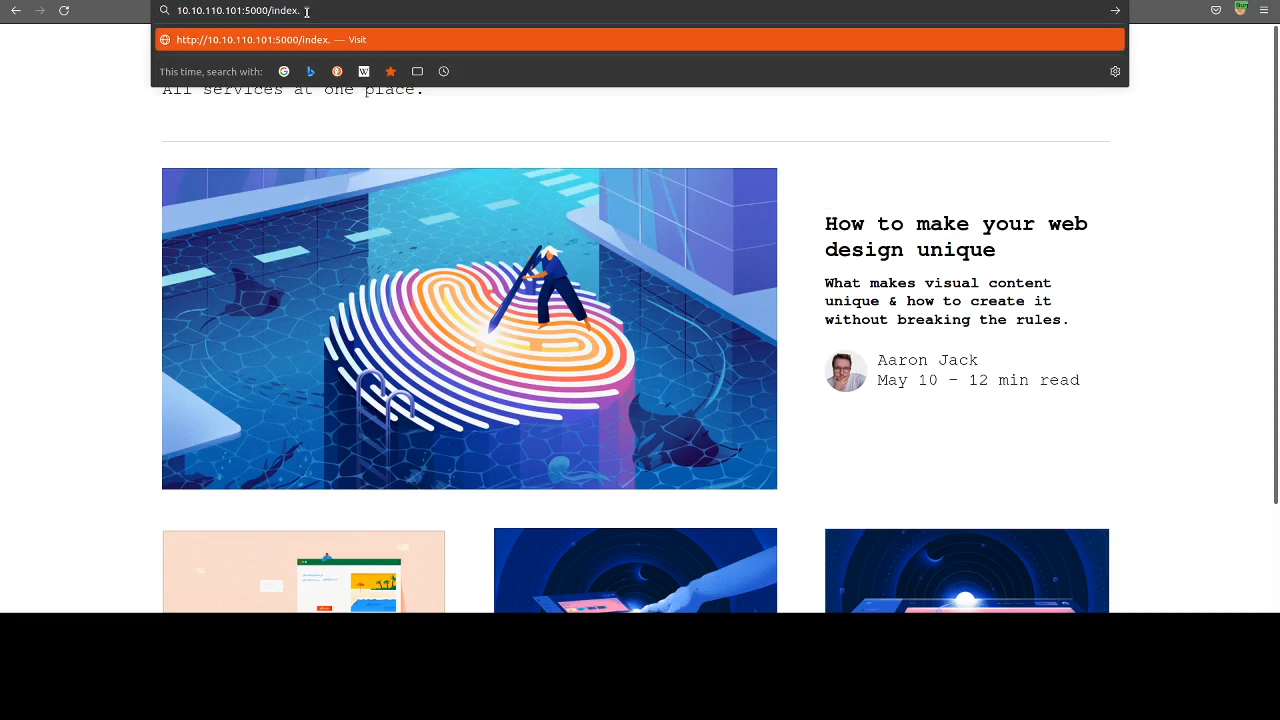 10.10.110.101:5000/index.
http://10.10.110.101:5000/index. — Visit
This time, search with:
All services at one place.
How to make your web
design unique
What makes visual content
unique & how to create it
without breaking the rules.
Aaron Jack
May 10 - 12 min read